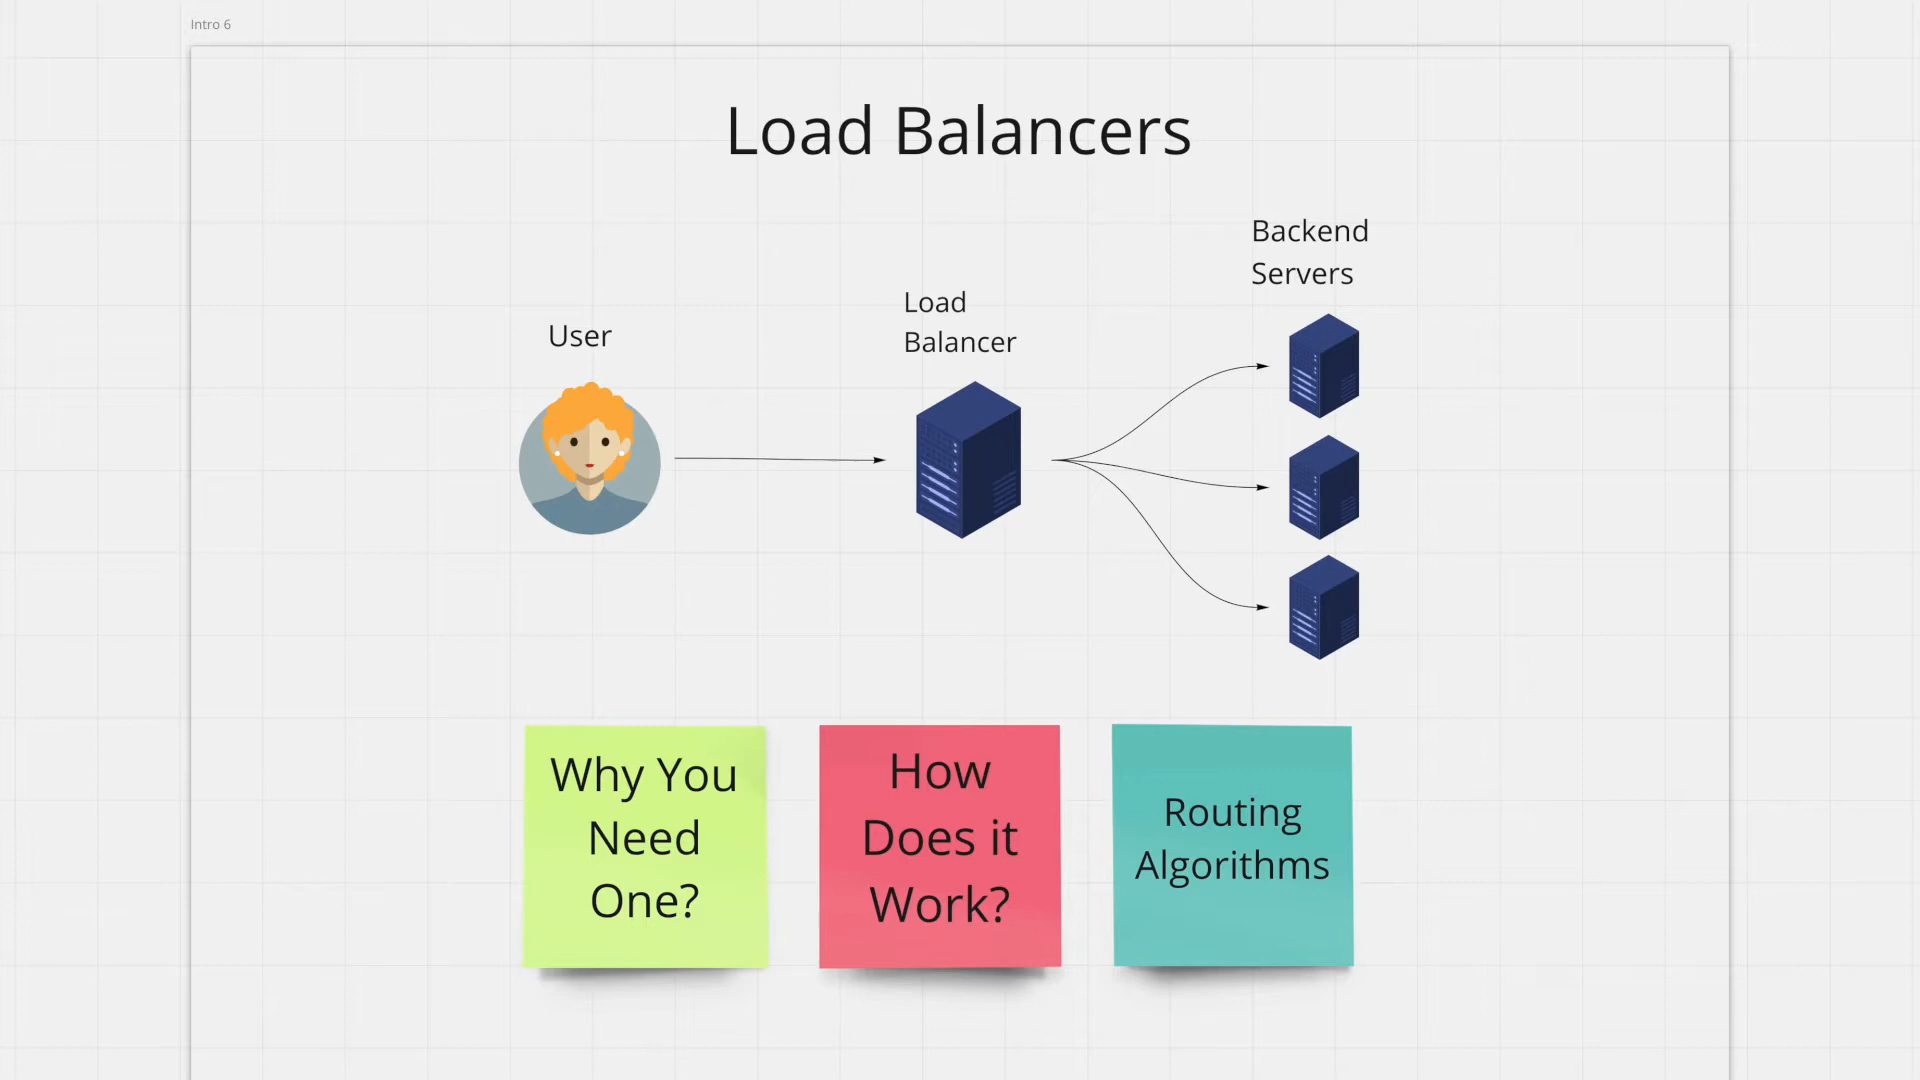 Intro 6
Load Balancers
Backend
Servers
Load
Balancer
User
Why You
Need
One?
How
Does it
Work?
Routing
Algorithms